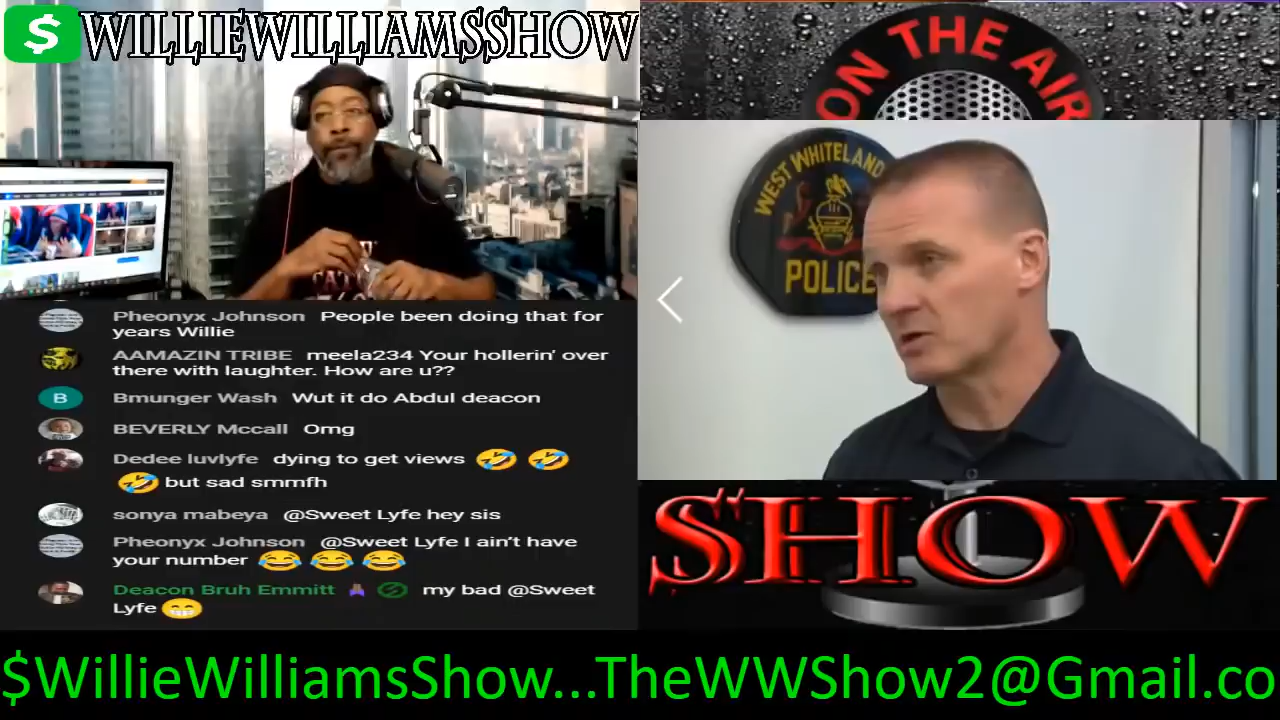 $ WILLIEWILLIAMSSHOW
ON THE AIR
WEST WHITELAND
POLICE
Pheonyx Johnson People been doing that for
years Willie
AAMAZIN TRIBE meela234 Your hollerin' over
there with laughter. How are u??
B Bmunger Wash Wut it do Abdul deacon
BEVERLY Mccall Omg
Dedee luvlyfe dying to get views 🤣 🤣
🤣 but sad smmfh
sonya mabeya @Sweet Lyfe hey sis
Pheonyx Johnson @Sweet Lyfe I ain't have
your number 😂 😂 😂
Deacon Bruh Emmitt my bad @Sweet
Lyfe 😁
$HOW
$WillieWilliamsShow...TheWWShow2@Gmail.co